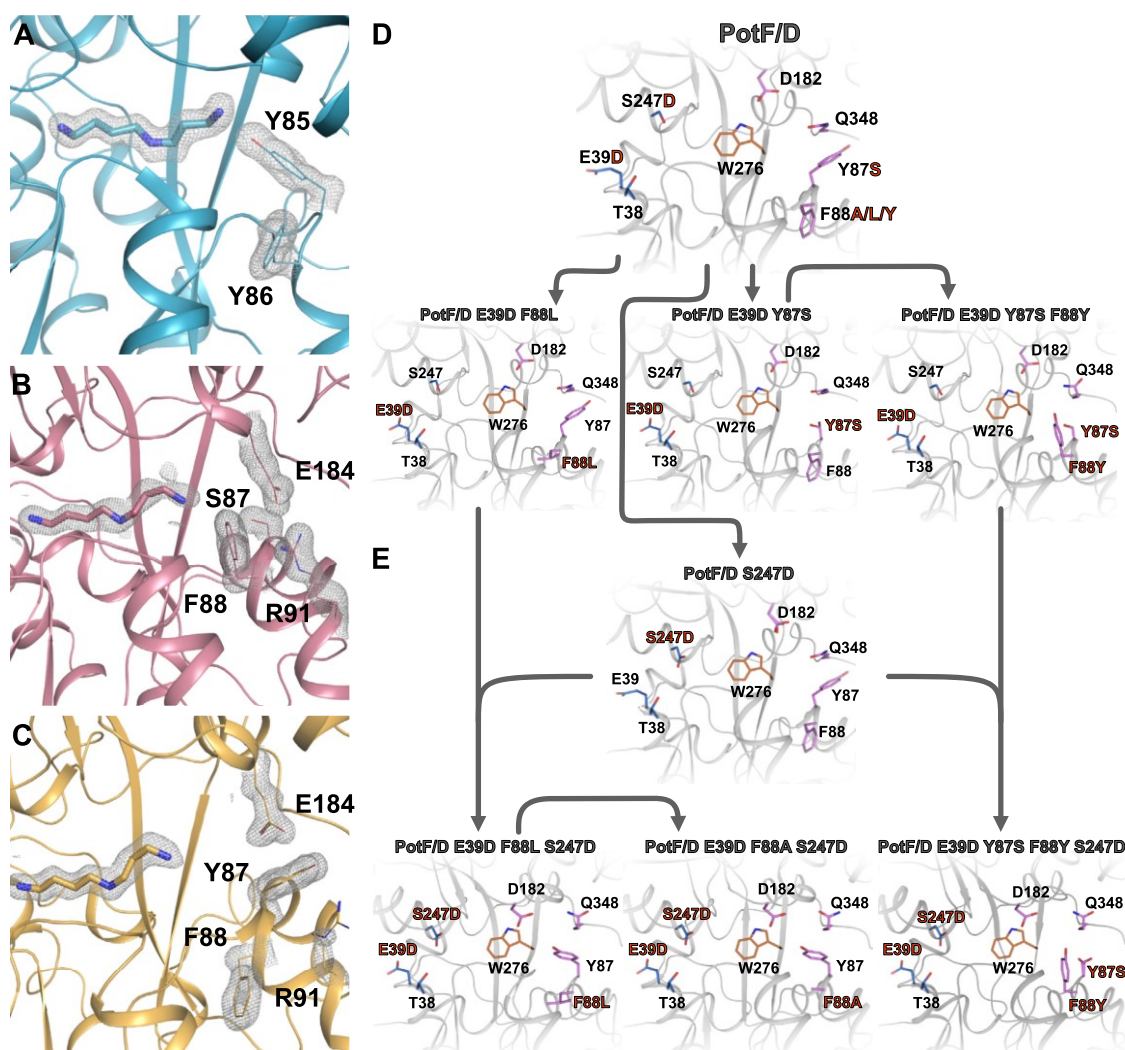 A
Y85
Y86
B
E184
S87
F88
R91
C
E184
Y87
F88
R91
D
PotF/D
D182
S247D
Q348
E39D
W276
Y87S
T38
F88A/L/Y
PotF/D E39D F88L
D182
S247
Q348
E39D
W276
Y87
T38
F88L
PotF/D E39D Y87S
D182
S247
Q348
E39D
W276
Y87S
T38
F88
PotF/D E39D Y87S F88Y
D182
S247
Q348
E39D
W276
Y87S
T38
F88Y
E
PotF/D S247D
D182
S247D
Q348
E39
W276
Y87
T38
F88
PotF/D E39D F88L S247D
D182
S247D
Q348
E39D
W276
Y87
T38
F88L
PotF/D E39D F88A S247D
D182
S247D
Q348
E39D
W276
Y87
T38
F88A
PotF/D E39D Y87S F88Y S247D
D182
S247D
Q348
E39D
W276
Y87S
T38
F88Y